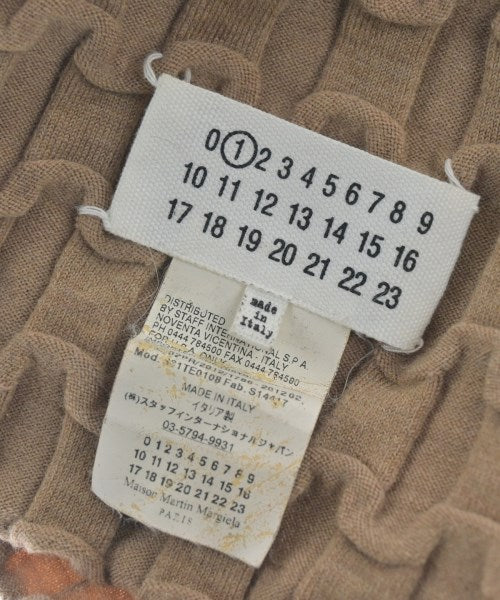 0 1 2 3 4 5 6 7 8 9
10 11 12 13 14 15 16
17 18 19 20 21 22 23
made
in
Italy
DISTRIBUTED
BY STAFF INTERNATIONAL S.P.A.
NOVENTA VICENTINA - ITALY
PH 0444 784500 FAX 0444 784580
FOR U.S. ONLY
Fab. S14417
MADE IN ITALY
イタリア製
(株)スタッフインターナショナルジャパン
03-5794-9931
0 1 2 3 4 5 6 7 8 9
10 11 12 13 14 15 16
17 18 19 20 21 22 23
Maison Martin Margiela
PARIS